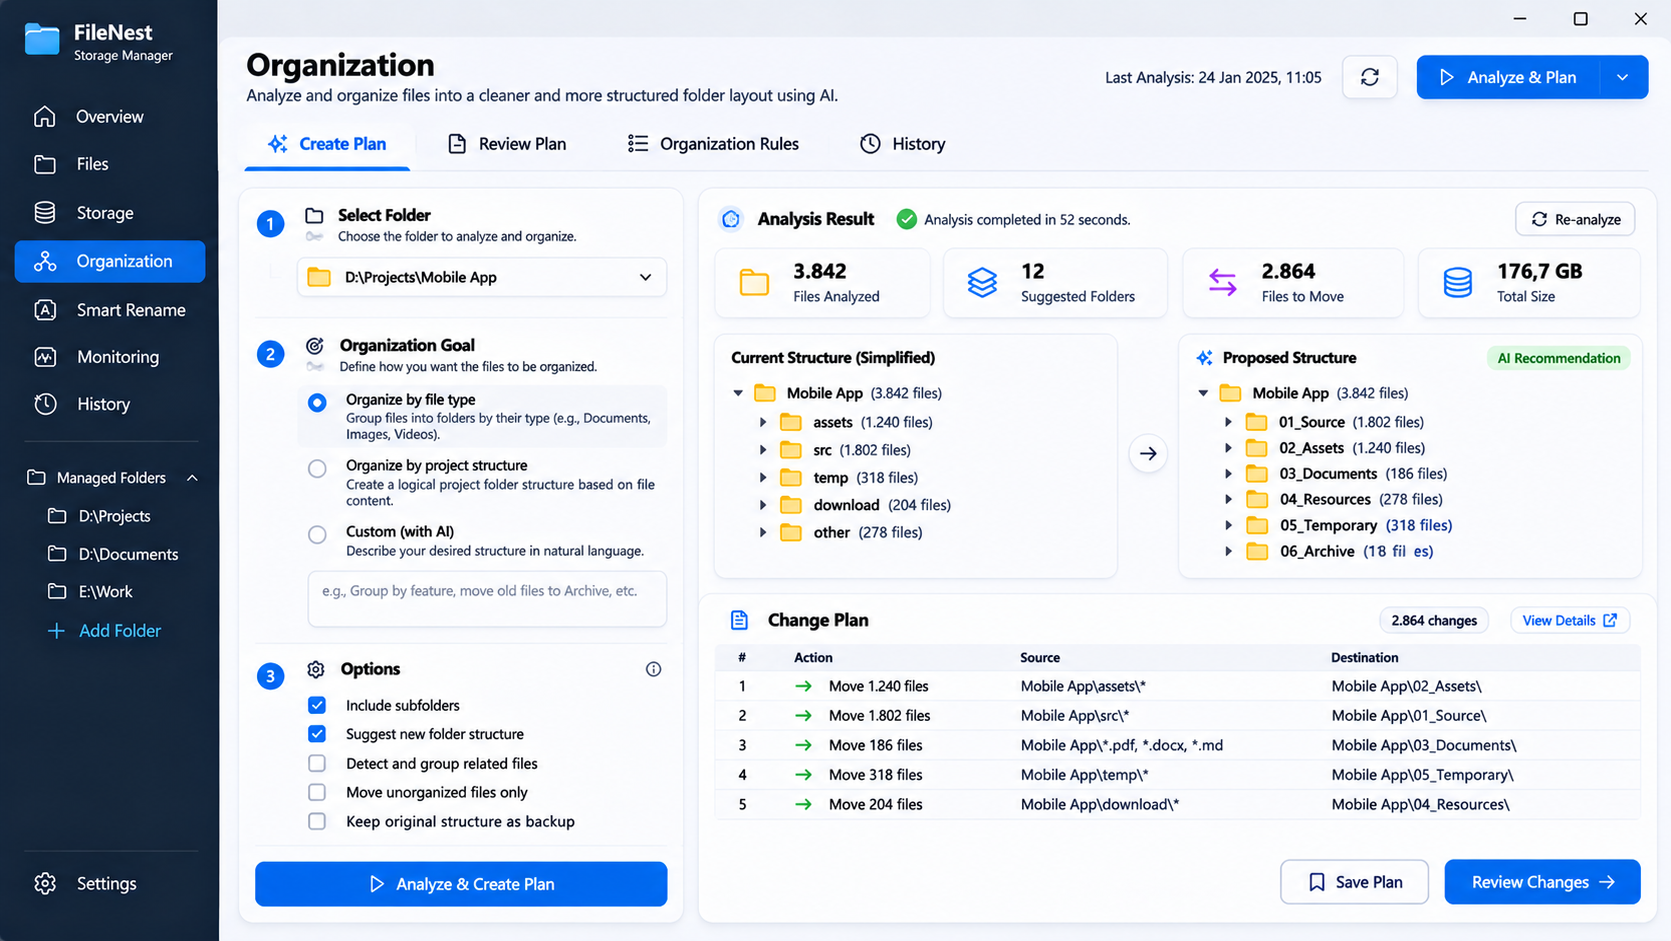 FileNest
Storage Manager
Overview
Files
Storage
Organization
Smart Rename
Monitoring
History
Managed Folders
D:\Projects
D:\Documents
E:\Work
Add Folder
Settings
Organization
Analyze and organize files into a cleaner and more structured folder layout using AI.
Last Analysis: 24 Jan 2025, 11:05
Analyze & Plan
Create Plan
Review Plan
Organization Rules
History
1
Select Folder
Choose the folder to analyze and organize.
D:\Projects\Mobile App
2
Organization Goal
Define how you want the files to be organized.
Organize by file type
Group files into folders by their type (e.g., Documents,
Images, Videos).
Organize by project structure
Create a logical project folder structure based on file
content.
Custom (with AI)
Describe your desired structure in natural language.
e.g., Group by feature, move old files to Archive, etc.
3
Options
Include subfolders
Suggest new folder structure
Detect and group related files
Move unorganized files only
Keep original structure as backup
Analyze & Create Plan
Analysis Result
Analysis completed in 52 seconds.
Re-analyze
3.842
Files Analyzed
12
Suggested Folders
2.864
Files to Move
176,7 GB
Total Size
Current Structure (Simplified)
Mobile App (3.842 files)
assets (1.240 files)
src (1.802 files)
temp (318 files)
download (204 files)
other (278 files)
Proposed Structure
AI Recommendation
Mobile App (3.842 files)
01_Source (1.802 files)
02_Assets (1.240 files)
03_Documents (186 files)
04_Resources (278 files)
05_Temporary (318 files)
06_Archive (18 fil es)
Change Plan
2.864 changes
View Details
# Action Source Destination
1 Move 1.240 files Mobile App\assets\* Mobile App\02_Assets\
2 Move 1.802 files Mobile App\src\* Mobile App\01_Source\
3 Move 186 files Mobile App\*.pdf, *.docx, *.md Mobile App\03_Documents\
4 Move 318 files Mobile App\temp\* Mobile App\05_Temporary\
5 Move 204 files Mobile App\download\* Mobile App\04_Resources\
Save Plan
Review Changes